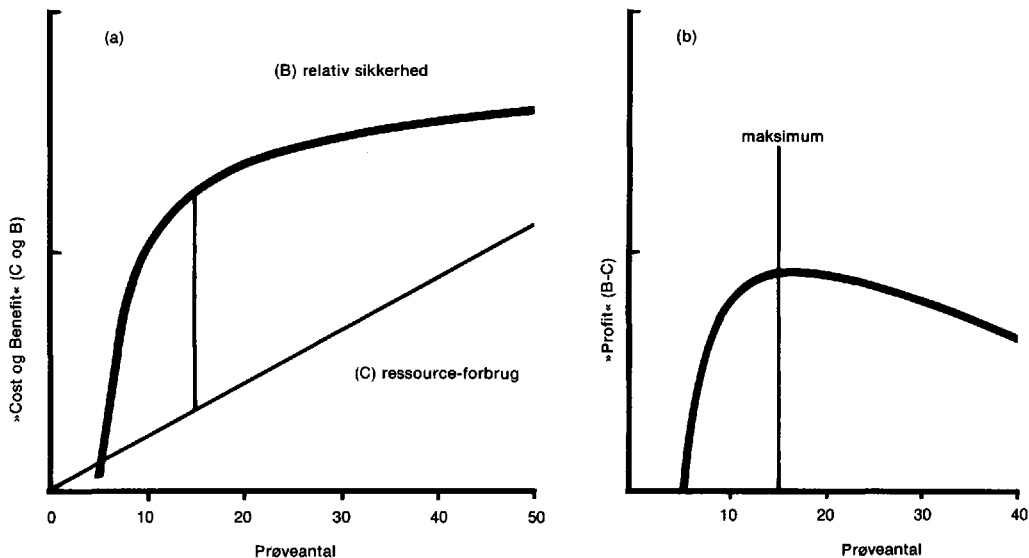 (a)
(B) relativ sikkerhed
(C) ressource-forbrug
»Cost og Benefit« (C og B)
0 10 20 30 40 50
Prøveantal
(b)
maksimum
»Profit« (B-C)
10 20 30 40
Prøveantal